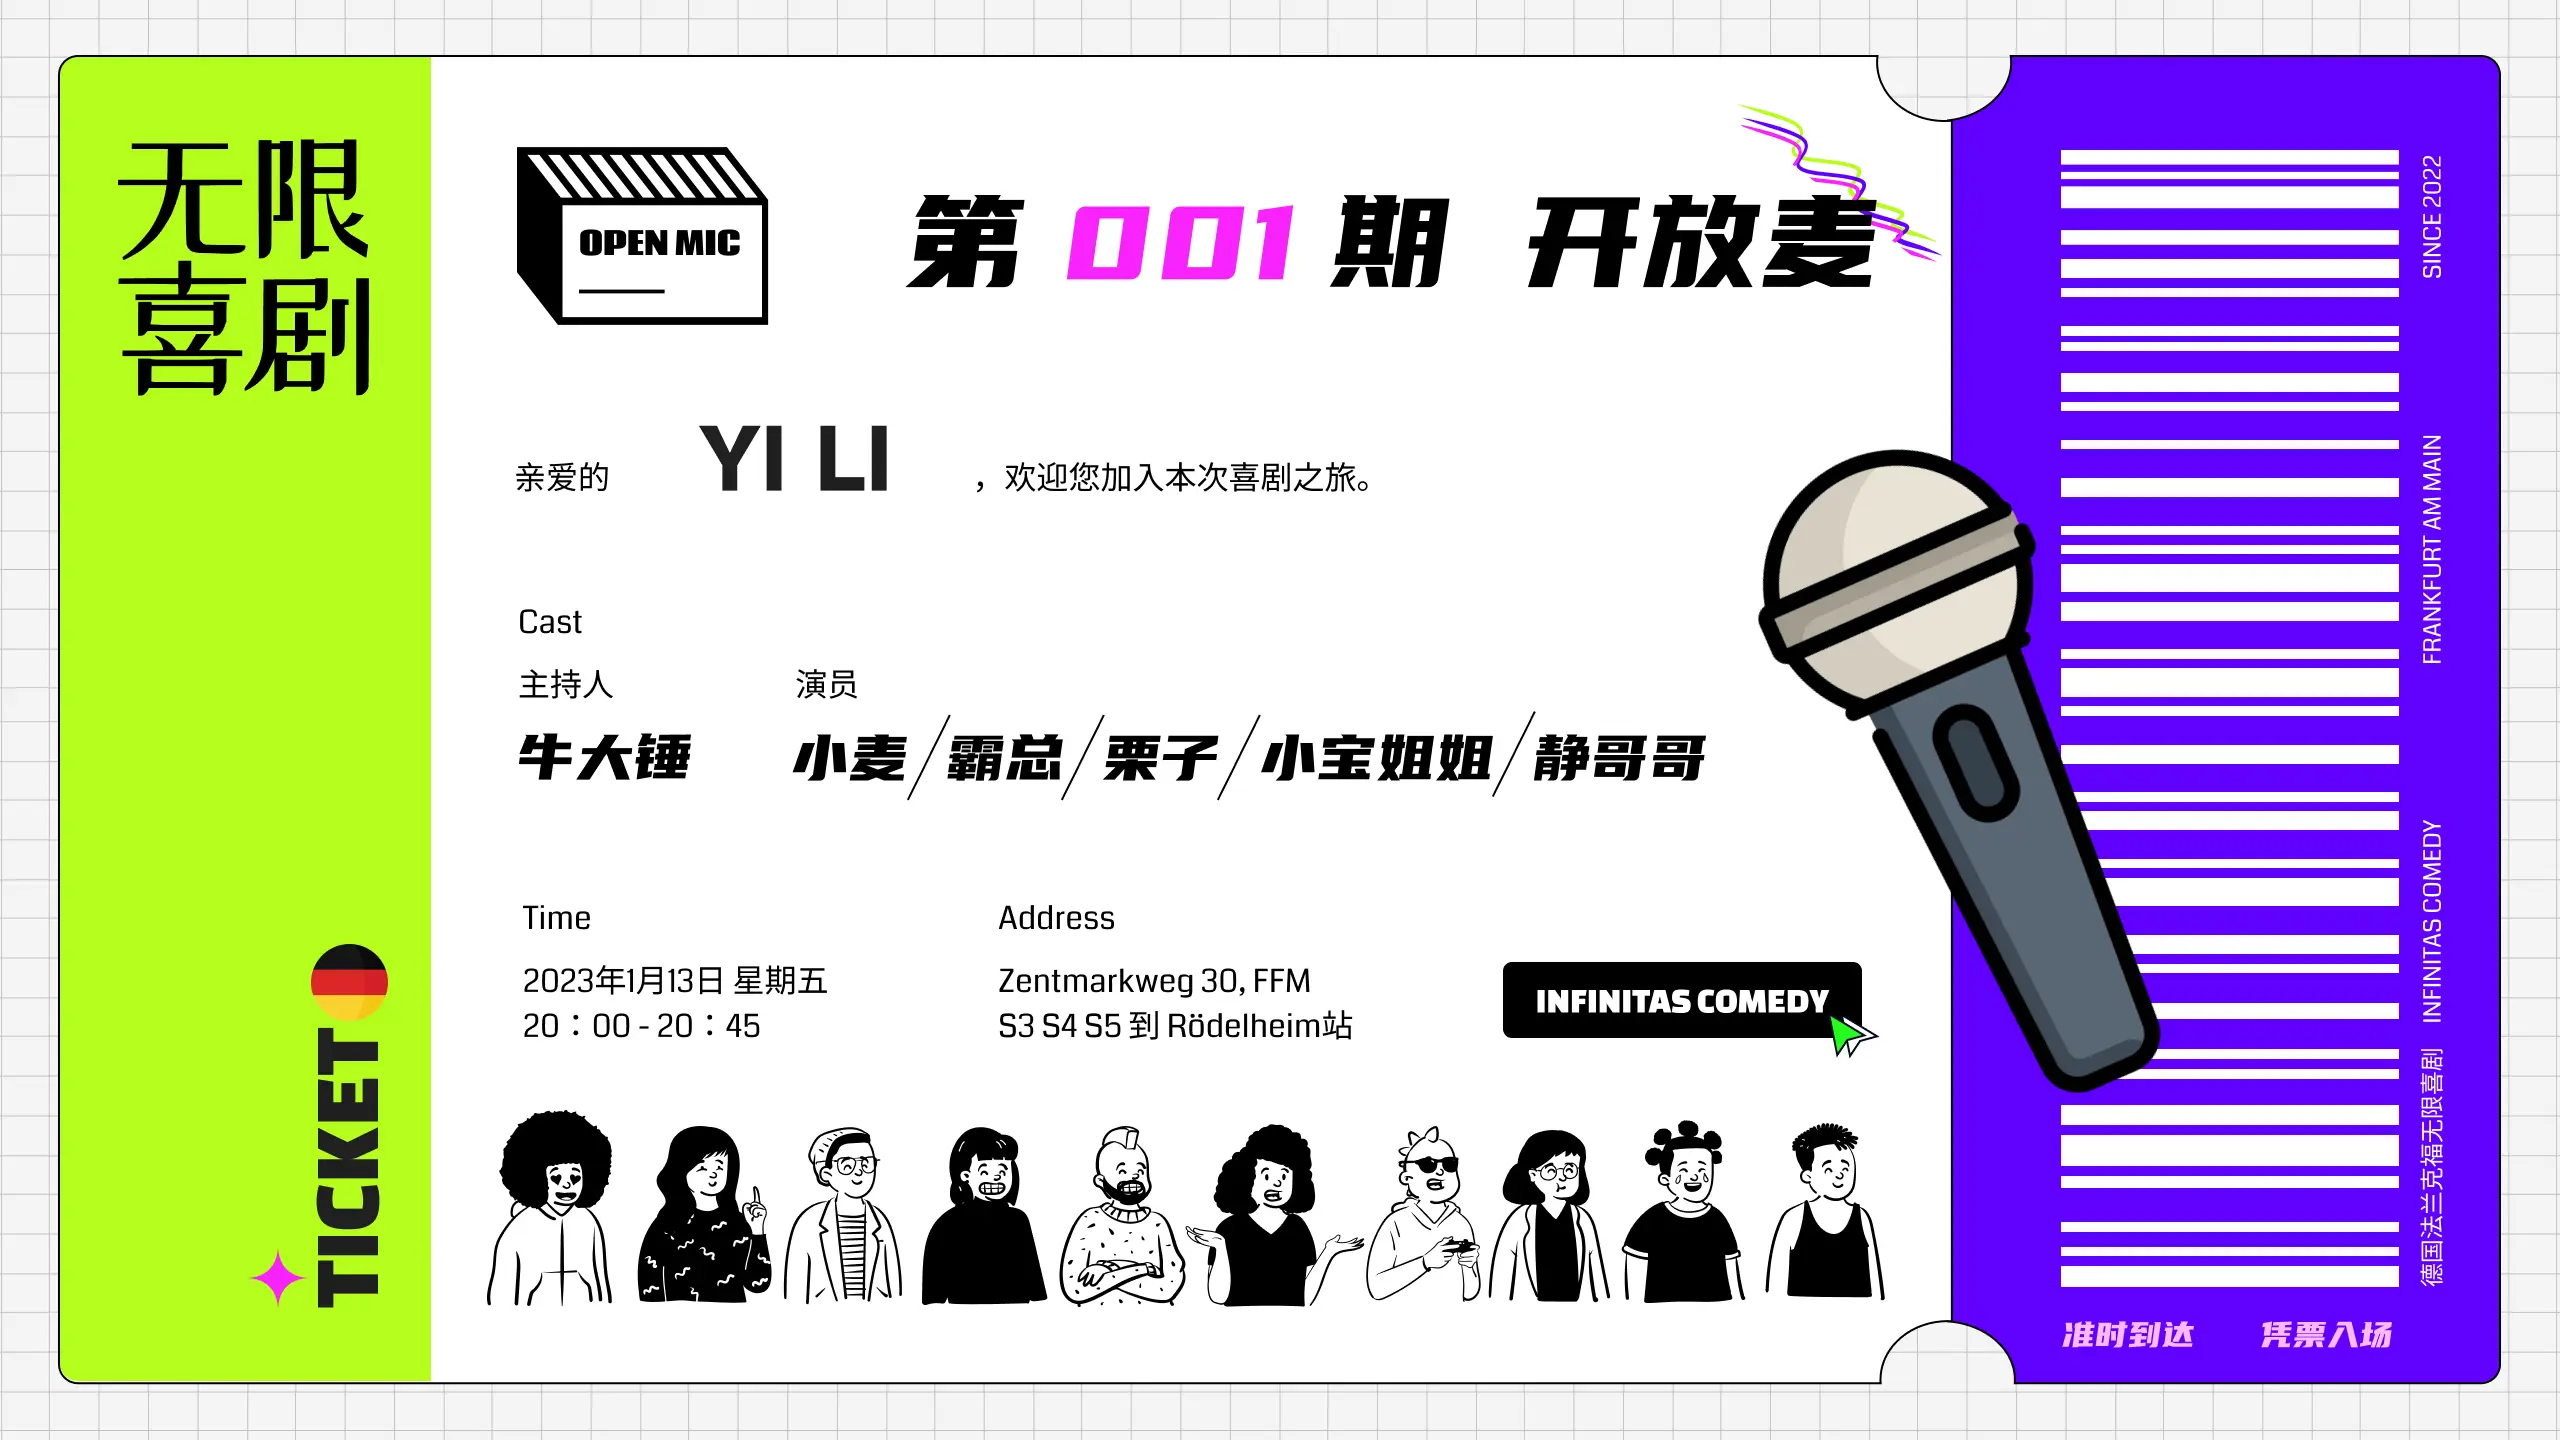 无限
喜剧
TICKET
OPEN MIC
第 001 期 开放麦
亲爱的 YI LI ，欢迎您加入本次喜剧之旅。
Cast
主持人 演员
牛大锤 小麦/霸总/栗子/小宝姐姐/静哥哥
Time
2023年1月13日 星期五
20：00 - 20：45
Address
Zentmarkweg 30, FFM
S3 S4 S5 到 Rödelheim站
INFINITAS COMEDY
SINCE 2022
FRANKFURT AM MAIN
INFINITAS COMEDY
德国法兰克福无限喜剧
准时到达 凭票入场